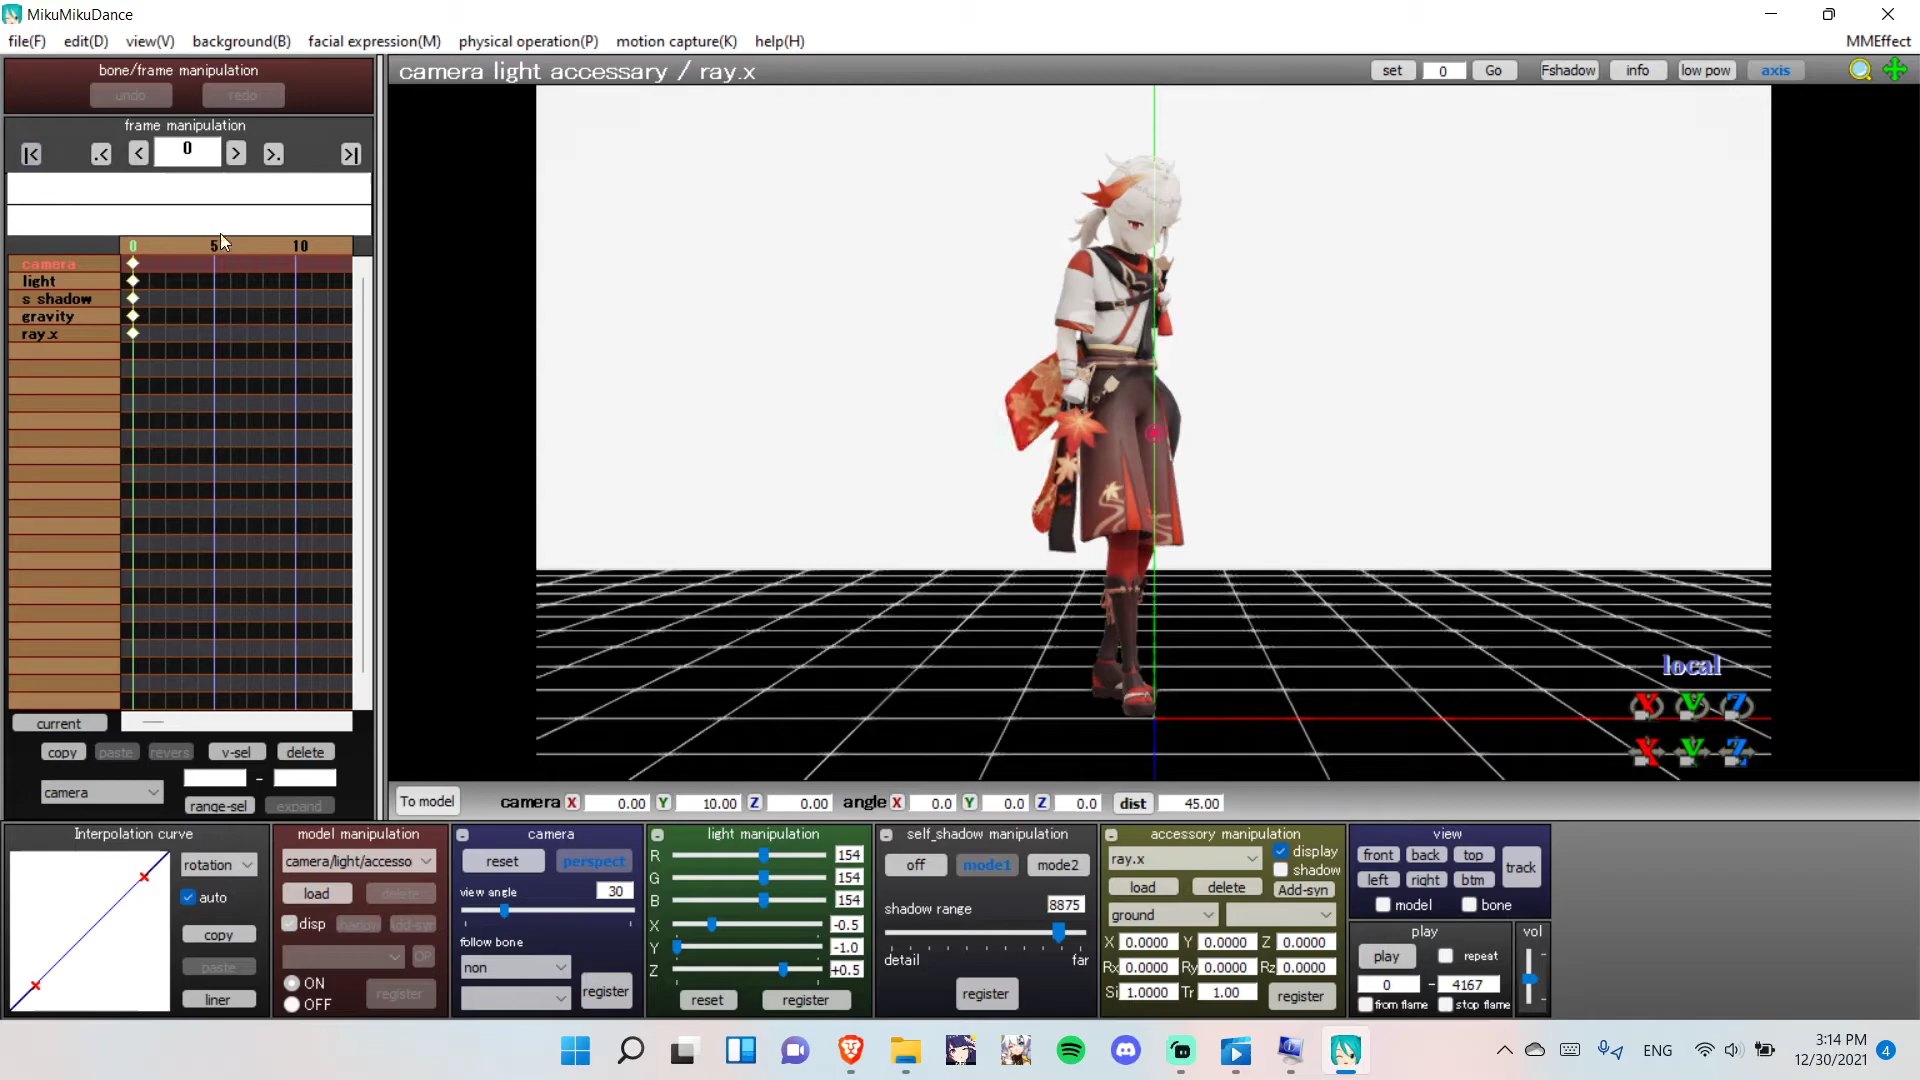 MikuMikuDance
file(F) edit(D) view(V) background(B) facial expression(M) physical operation(P) motion capture(K) help(H) MMEffect
bone/frame manipulation
undo redo
camera light accessary / ray.x
set 0 Go Fshadow info low pow axis
frame manipulation
|< .< < 0 > >. >|
0 5 10
camera
light
s shadow
gravity
ray.x
local
X Y Z
X Y Z
current
copy paste revers v-sel delete
camera -
range-sel expand
To model camera X 0.00 Y 10.00 Z 0.00 angle X 0.0 Y 0.0 Z 0.0 dist 45.00
Interpolation curve
rotation
auto
copy
paste
liner
model manipulation
camera/light/accesso
load delete
disp shadow Add-syn
OP
ON
OFF
register
- camera
reset perspect
view angle 30
follow bone
non
register
- light manipulation
R 154
G 154
B 154
X -0.5
Y -1.0
Z +0.5
reset register
- self_shadow manipulation
off mode1 mode2
shadow range 8875
detail far
register
- accessory manipulation
ray.x display
shadow
load delete Add-syn
ground
X 0.0000 Y 0.0000 Z 0.0000
Rx 0.0000 Ry 0.0000 Rz 0.0000
Si 1.0000 Tr 1.00 register
view
front back top
left right btm
track
model bone
play
play repeat
0 - 4167
from flame stop flame
vol
ENG
3:14 PM
12/30/2021
4